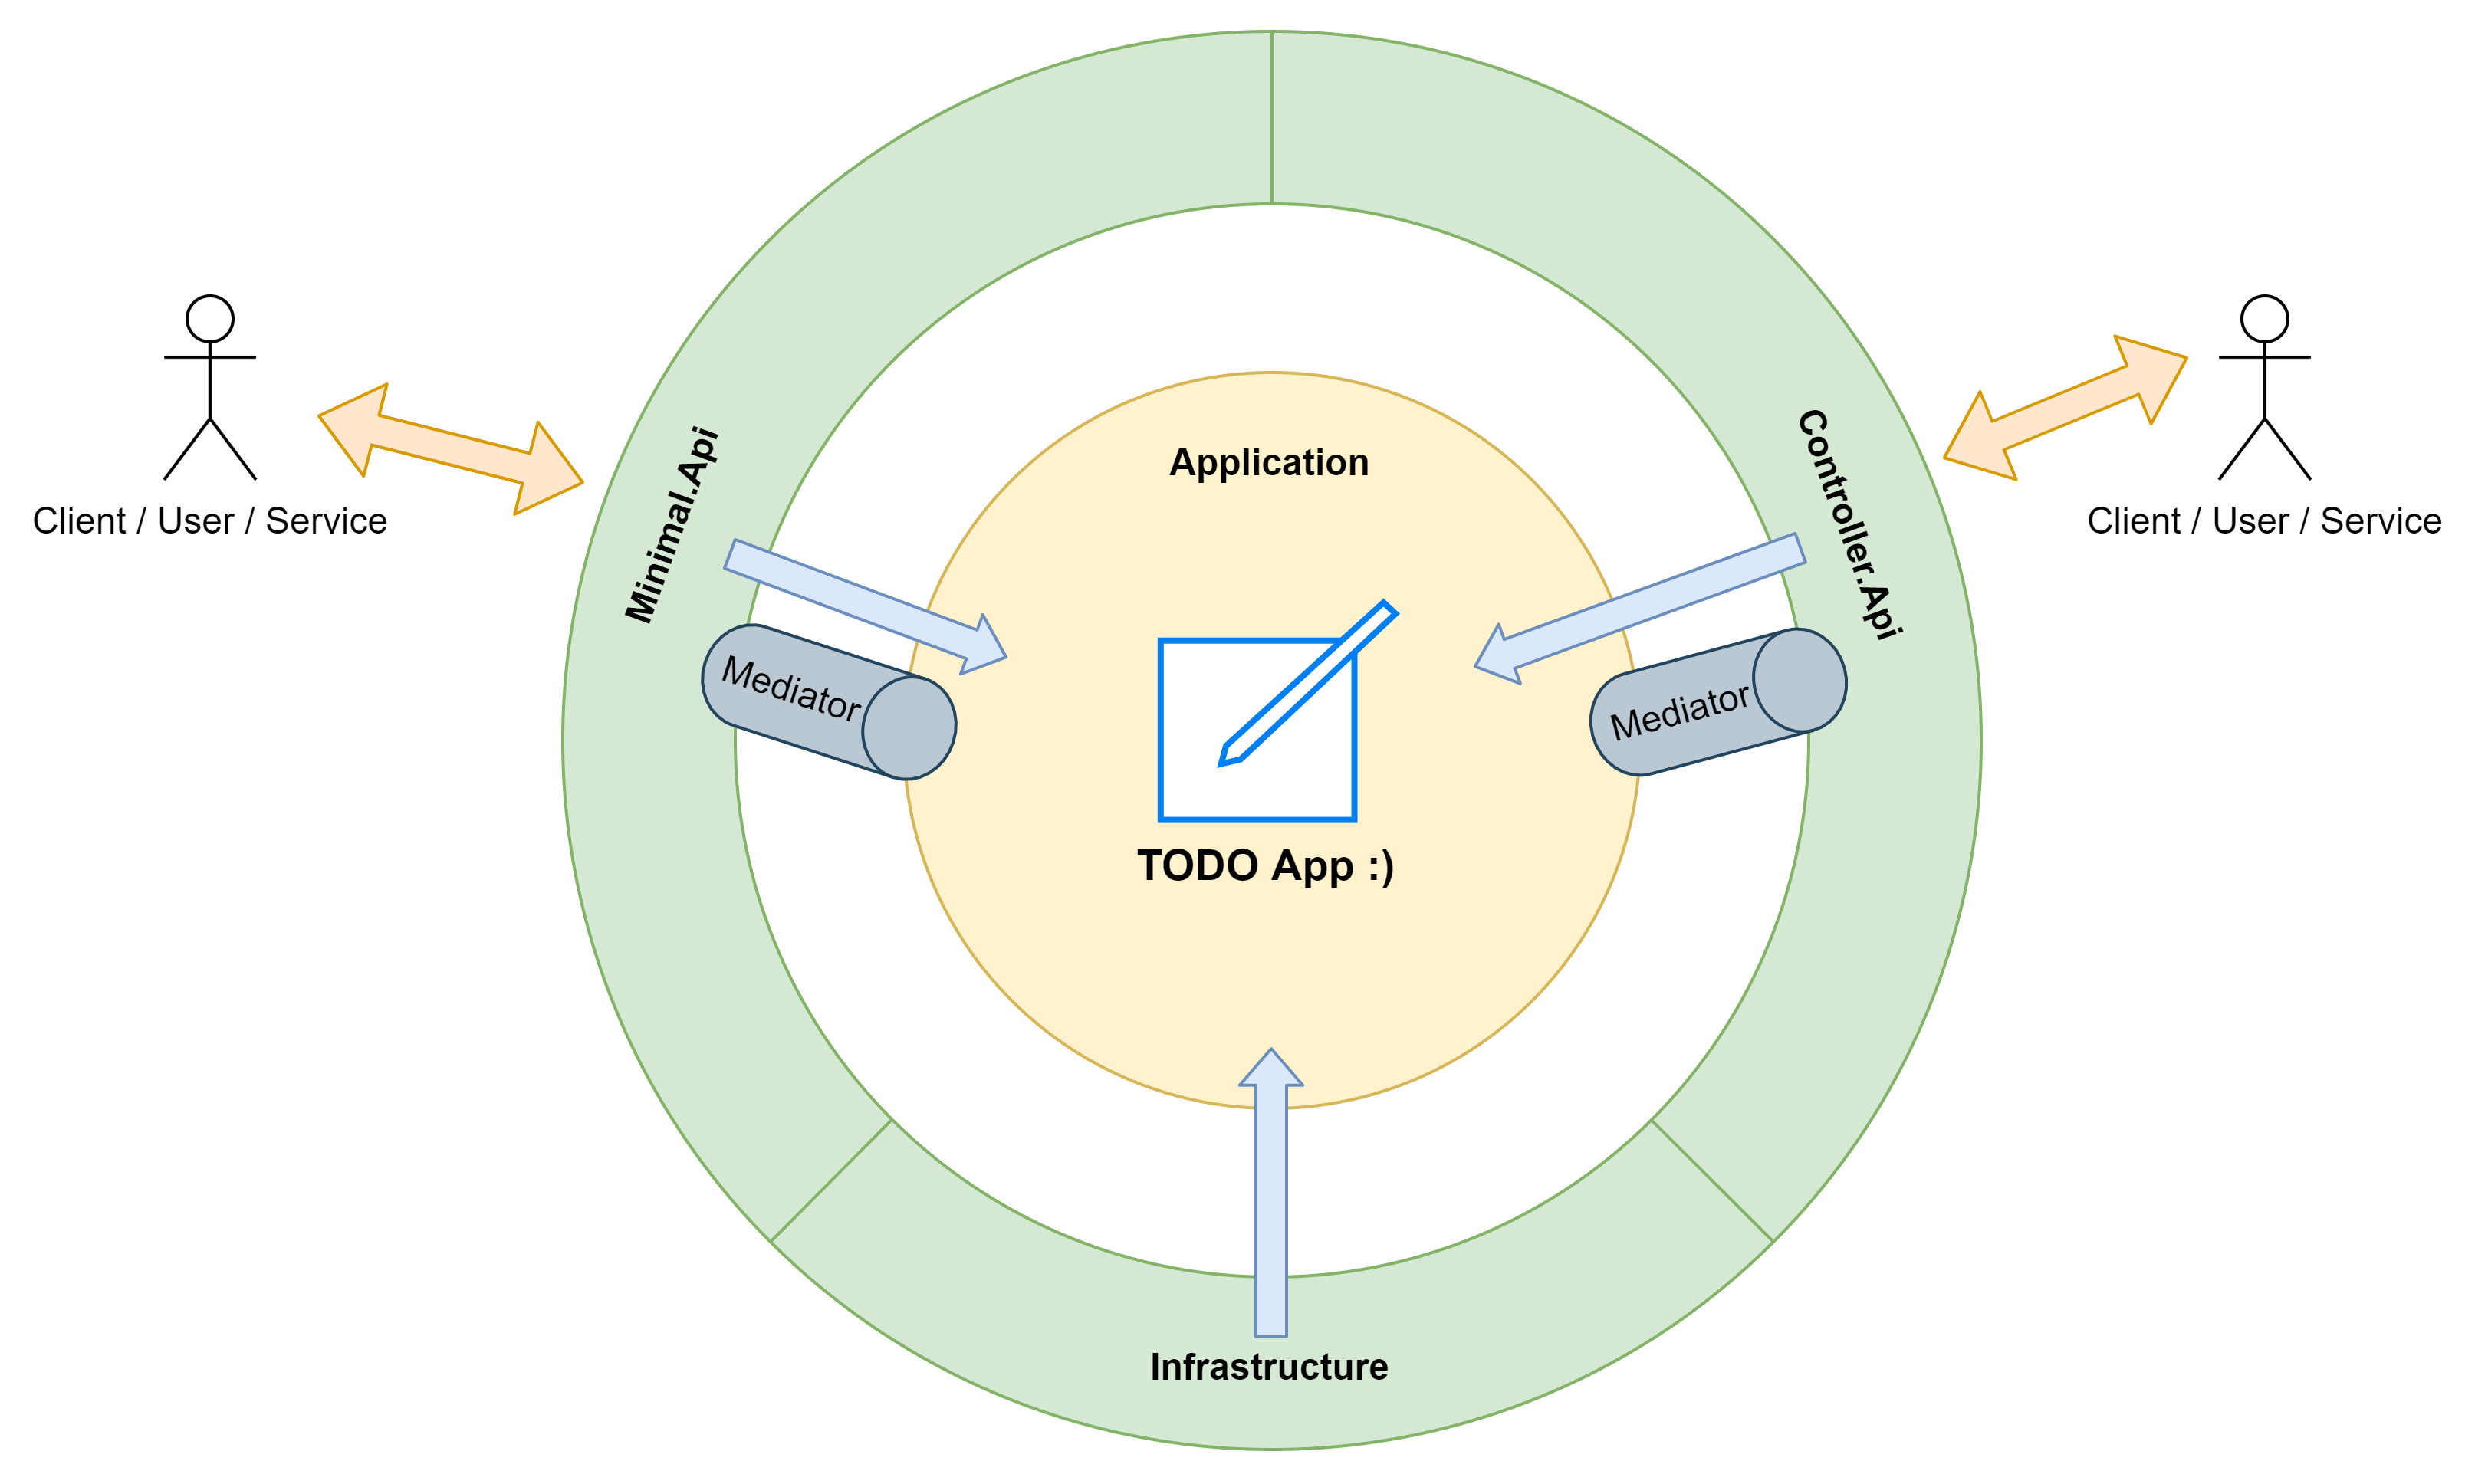 Application
Minimal.Api
Controller.Api
Client / User / Service
Client / User / Service
Mediator
Mediator
TODO App :)
Infrastructure